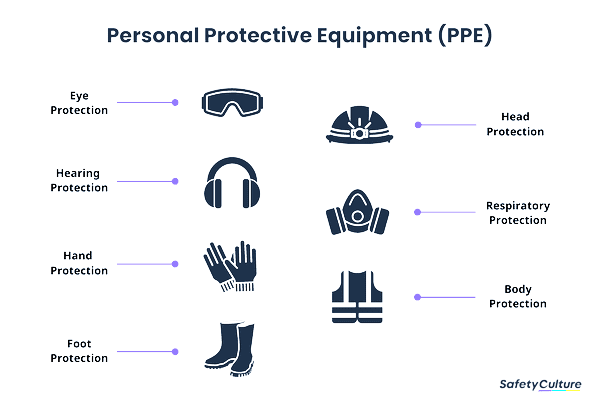 Personal Protective Equipment (PPE)
Eye
Protection
Hearing
Protection
Hand
Protection
Foot
Protection
Head
Protection
Respiratory
Protection
Body
Protection
SafetyCulture